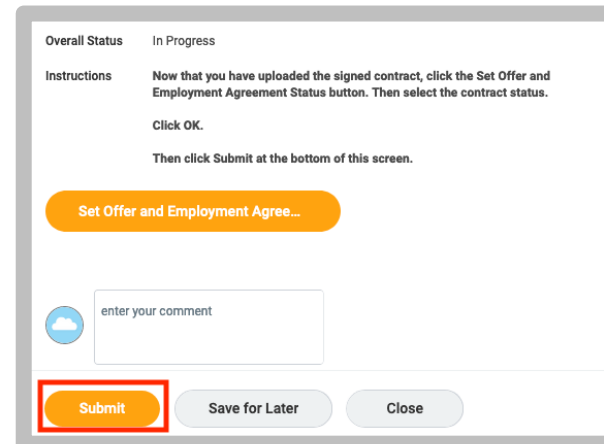 Overall Status In Progress
Instructions Now that you have uploaded the signed contract, click the Set Offer and
Employment Agreement Status button. Then select the contract status.
Click OK.
Then click Submit at the bottom of this screen.
Set Offer and Employment Agree...
enter your comment
Submit Save for Later Close